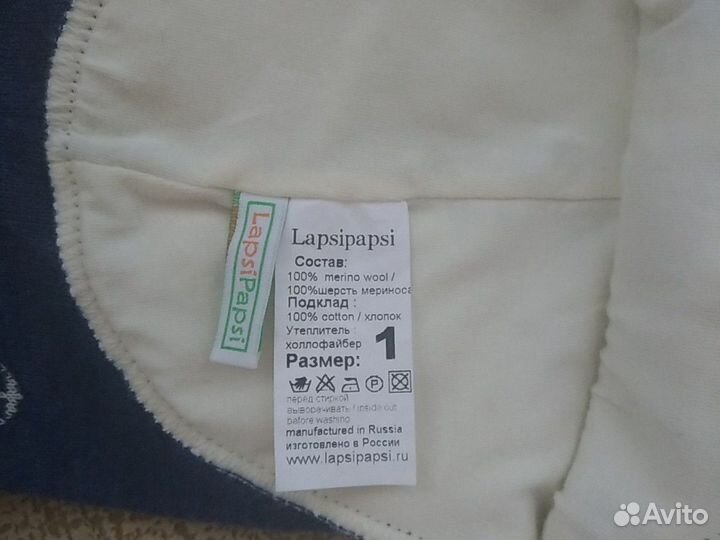 LapsiPapsi
Lapsipapsi
Состав:
100% merino wool /
100%шерсть мериноса
Подклад :
100% cotton / хлопок
Утеплитель :
холлофайбер
Размер: 1
перед стиркой
выворачивать / inside out
before washing
manufactured in Russia
изготовлено в России
www.lapsipapsi.ru
Avito